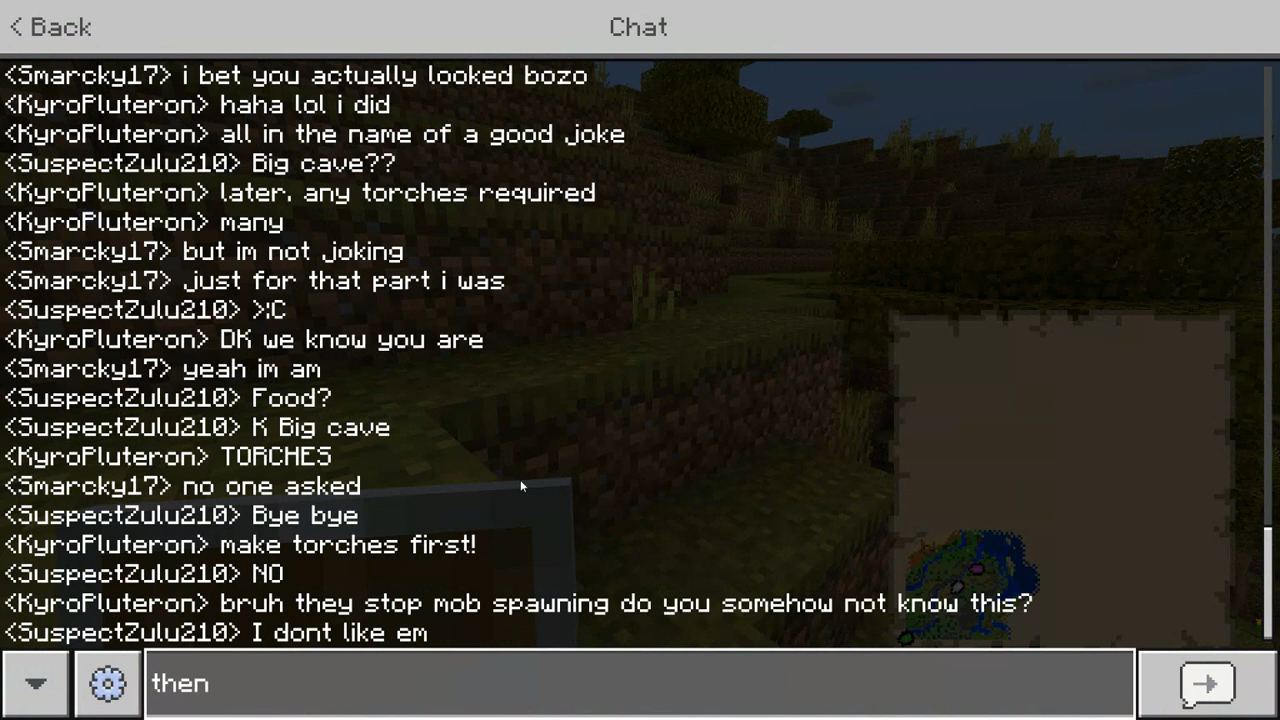 < Back
Chat
<Smarcky17> i bet you actually looked bozo
<KyroPluteron> haha lol i did
<KyroPluteron> all in the name of a good joke
<SuspectZulu210> Big cave??
<KyroPluteron> later, any torches required
<KyroPluteron> many
<Smarcky17> but im not joking
<Smarcky17> just for that part i was
<SuspectZulu210> >:C
<KyroPluteron> DK we know you are
<Smarcky17> yeah im am
<SuspectZulu210> Food?
<SuspectZulu210> K Big cave
<KyroPluteron> TORCHES
<Smarcky17> no one asked
<SuspectZulu210> Bye bye
<KyroPluteron> make torches first!
<SuspectZulu210> NO
<KyroPluteron> bruh they stop mob spawning do you somehow not know this?
<SuspectZulu210> I dont like em
then